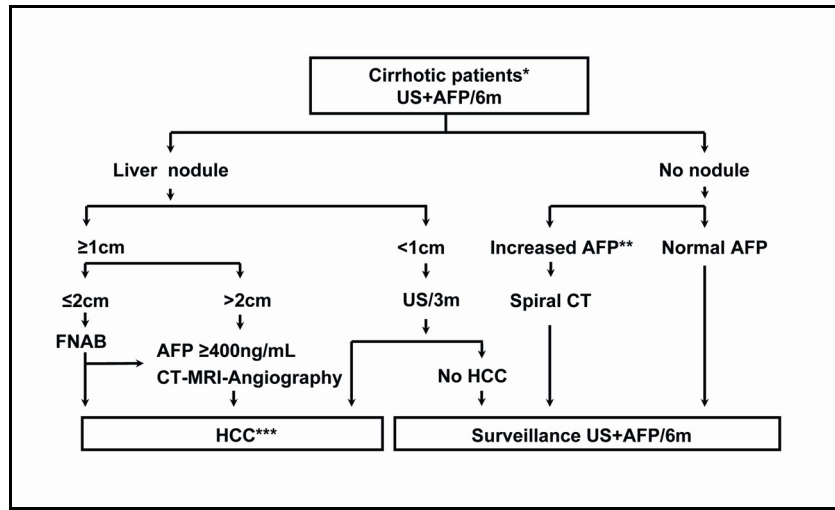 Cirrhotic patients*
US+AFP/6m
Liver nodule
No nodule
≥1cm
<1cm
Increased AFP**
Normal AFP
≤2cm
>2cm
US/3m
Spiral CT
FNAB
AFP ≥400ng/mL
CT-MRI-Angiography
No HCC
HCC***
Surveillance US+AFP/6m